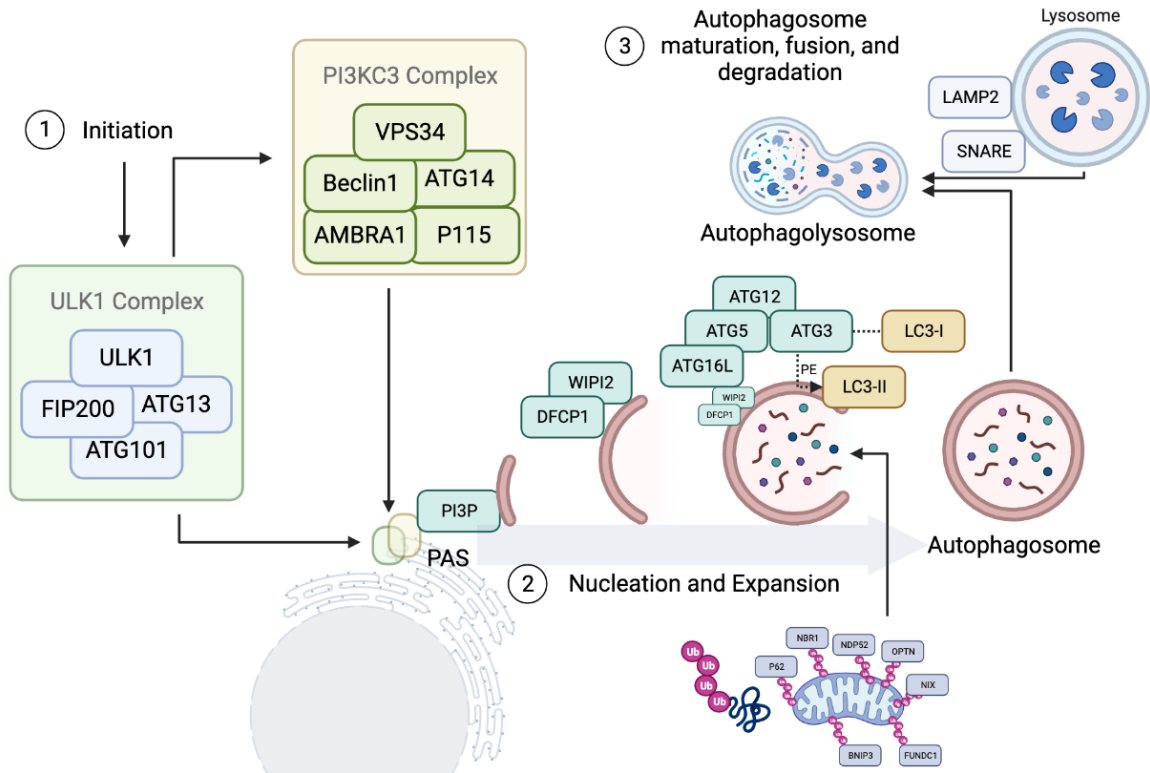 1
Initiation
PI3KC3 Complex
VPS34
Beclin1
ATG14
AMBRA1
P115
ULK1 Complex
ULK1
FIP200
ATG13
ATG101
3
Autophagosome
maturation, fusion, and
degradation
Lysosome
LAMP2
SNARE
Autophagolysosome
ATG12
ATG5
ATG3
LC3-I
ATG16L
PE
LC3-II
WIPI2
DFCP1
WIPI2
DFCP1
PI3P
PAS
Autophagosome
2
Nucleation and Expansion
Ub
Ub
Ub
Ub
P62
NBR1
NDP52
OPTN
NIX
BNIP3
FUNDC1